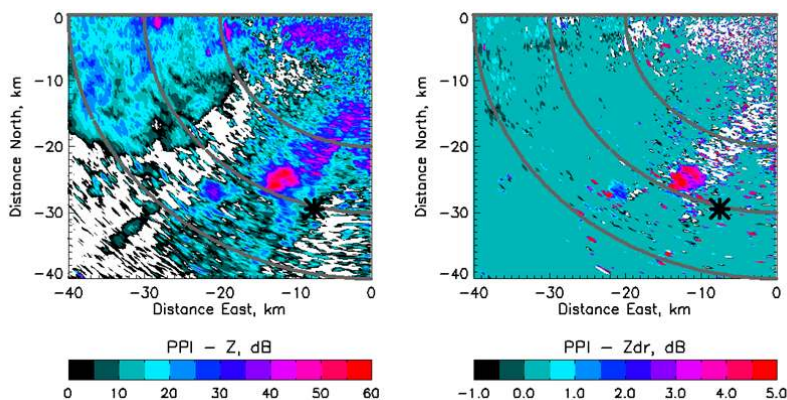 0
-10
-20
-30
-40
Distance North, km
-40 -30 -20 -10 0
Distance East, km
PPI - Z, dB
0 10 20 30 40 50 60
0
-10
-20
-30
-40
Distance North, km
-40 -30 -20 -10 0
Distance East, km
PPI - Zdr, dB
-1.0 0.0 1.0 2.0 3.0 4.0 5.0